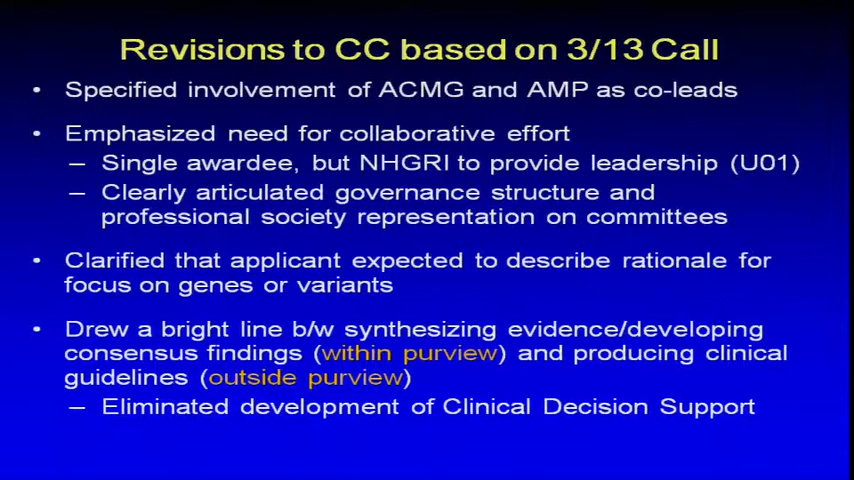 Revisions to CC based on 3/13 Call
• Specified involvement of ACMG and AMP as co-leads
• Emphasized need for collaborative effort
– Single awardee, but NHGRI to provide leadership (U01)
– Clearly articulated governance structure and
professional society representation on committees
• Clarified that applicant expected to describe rationale for
focus on genes or variants
• Drew a bright line b/w synthesizing evidence/developing
consensus findings (within purview) and producing clinical
guidelines (outside purview)
– Eliminated development of Clinical Decision Support